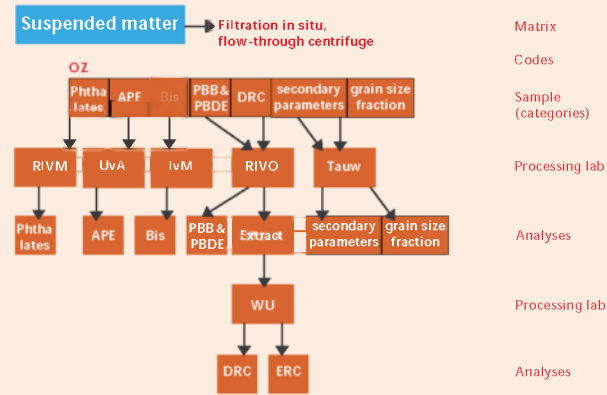 Suspended matter
Filtration in situ,
flow-through centrifuge
Matrix
Codes
OZ
Phtha
lates
APE
Bis
PBB &
PBDE
DRC
secondary
parameters
grain size
fraction
Sample
(categories)
RIVM
UvA
IvM
RIVO
Tauw
Processing lab
Phtha
lates
APE
Bis
PBB &
PBDE
Extract
secondary
parameters
grain size
fraction
Analyses
WU
Processing lab
DRC
ERC
Analyses